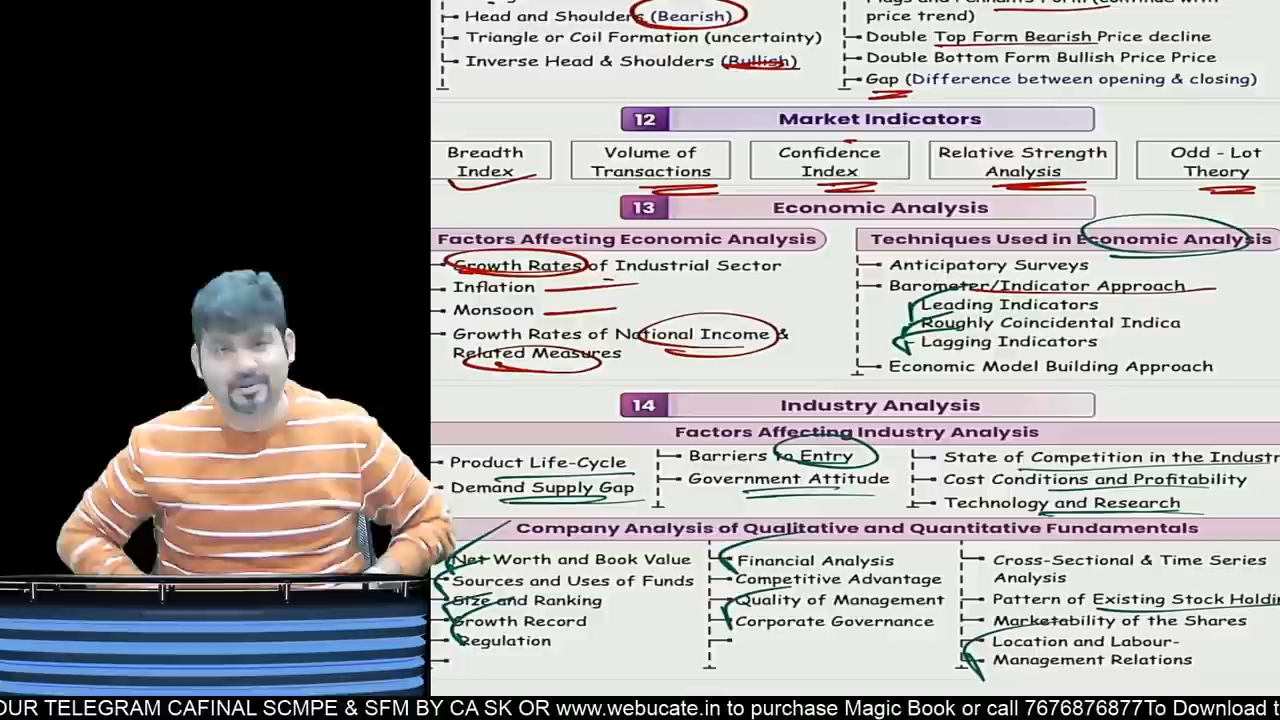 Head and Shoulders (Bearish)
Triangle or Coil Formation (uncertainty)
Inverse Head & Shoulders (Bullish)
price trend)
Double Top Form Bearish Price decline
Double Bottom Form Bullish Price Price
Gap (Difference between opening & closing)
12 Market Indicators
Breadth Index
Volume of Transactions
Confidence Index
Relative Strength Analysis
Odd - Lot Theory
13 Economic Analysis
Factors Affecting Economic Analysis
Growth Rates of Industrial Sector
Inflation
Monsoon
Growth Rates of National Income &
Related Measures
Techniques Used in Economic Analysis
Anticipatory Surveys
Barometer/Indicator Approach
Leading Indicators
Roughly Coincidental Indica
Lagging Indicators
Economic Model Building Approach
14 Industry Analysis
Factors Affecting Industry Analysis
Product Life-Cycle
Demand Supply Gap
Barriers to Entry
Government Attitude
State of Competition in the Industr
Cost Conditions and Profitability
Technology and Research
Company Analysis of Qualitative and Quantitative Fundamentals
Net Worth and Book Value
Sources and Uses of Funds
Size and Ranking
Growth Record
Regulation
Financial Analysis
Competitive Advantage
Quality of Management
Corporate Governance
Cross-Sectional & Time Series
Analysis
Pattern of Existing Stock Holdin
Marketability of the Shares
Location and Labour-
Management Relations
OUR TELEGRAM CAFINAL SCMPE & SFM BY CA SK OR www.webucate.in to purchase Magic Book or call 7676876877To Download t